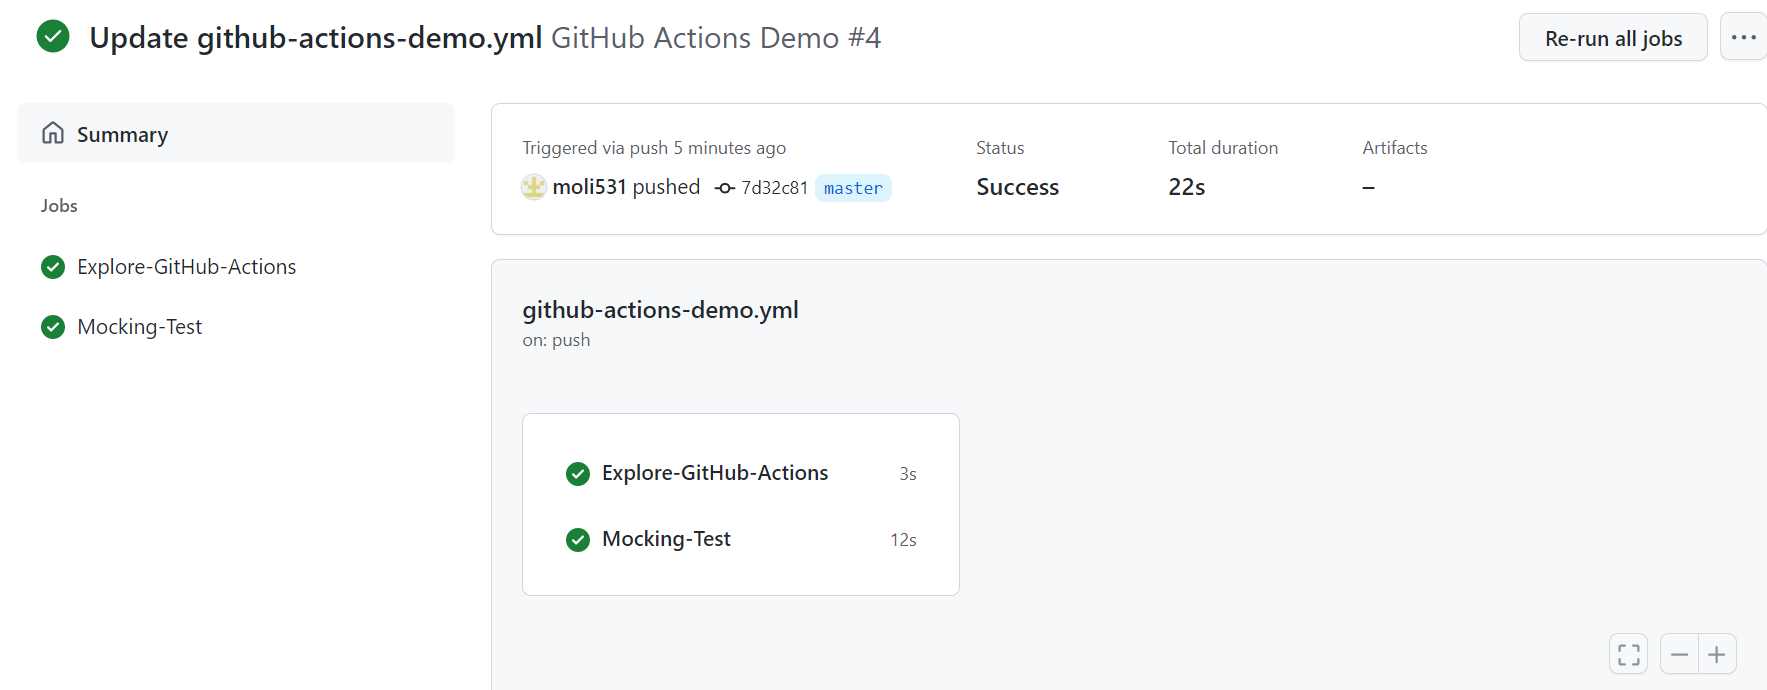 Update github-actions-demo.yml GitHub Actions Demo #4
Re-run all jobs
Summary
Jobs
Explore-GitHub-Actions
Mocking-Test
Triggered via push 5 minutes ago
moli531 pushed 7d32c81 master
Status
Success
Total duration
22s
Artifacts
–
github-actions-demo.yml
on: push
Explore-GitHub-Actions 3s
Mocking-Test 12s